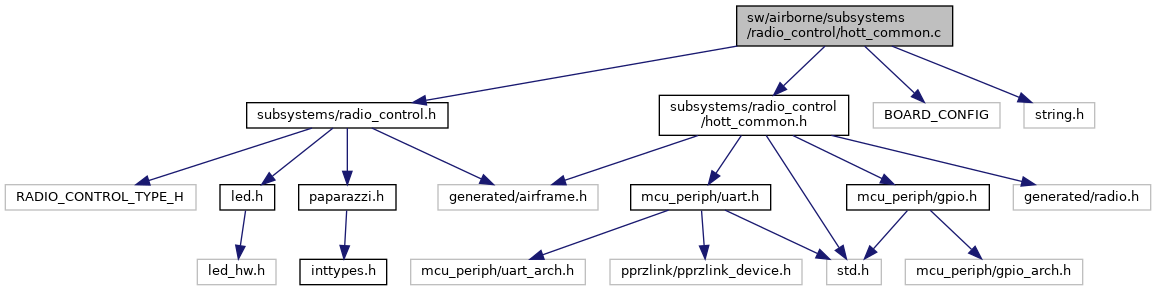 sw/airborne/subsystems
/radio_control/hott_common.c
subsystems/radio_control.h
subsystems/radio_control
/hott_common.h
BOARD_CONFIG
string.h
RADIO_CONTROL_TYPE_H
led.h
paparazzi.h
generated/airframe.h
mcu_periph/uart.h
mcu_periph/gpio.h
generated/radio.h
led_hw.h
inttypes.h
mcu_periph/uart_arch.h
pprzlink/pprzlink_device.h
std.h
mcu_periph/gpio_arch.h